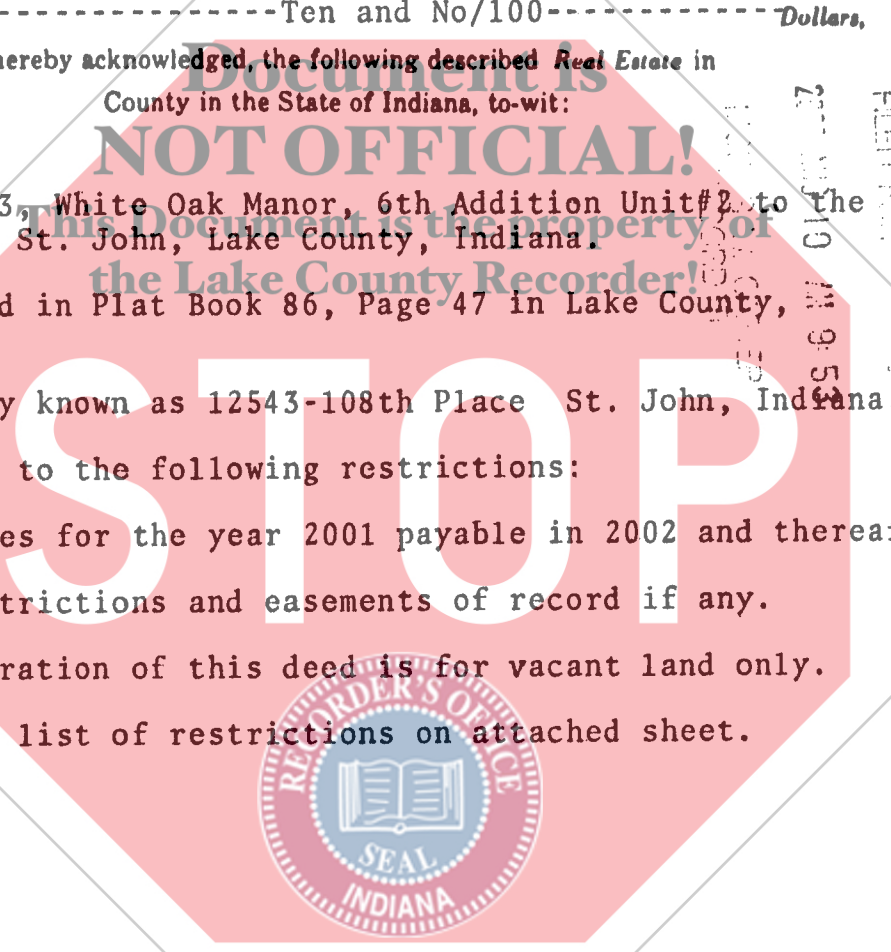 ----------------Ten and No/100-------------Dollars,
hereby acknowledged, the following described Real Estate in
County in the State of Indiana, to-wit:
3, White Oak Manor, 6th Addition Unit# to the
St. John, Lake County, Indiana.
d in Plat Book 86, Page 47 in Lake County,
y known as 12543-108th Place St. John, Indiana
to the following restrictions:
es for the year 2001 payable in 2002 and therea
trictions and easements of record if any.
ration of this deed is for vacant land only.
list of restrictions on attached sheet.
Document is
NOT OFFICIAL!
This Document is the property of
the Lake County Recorder!
STOP
RECORDER'S OFFICE
SEAL
INDIANA
9:53